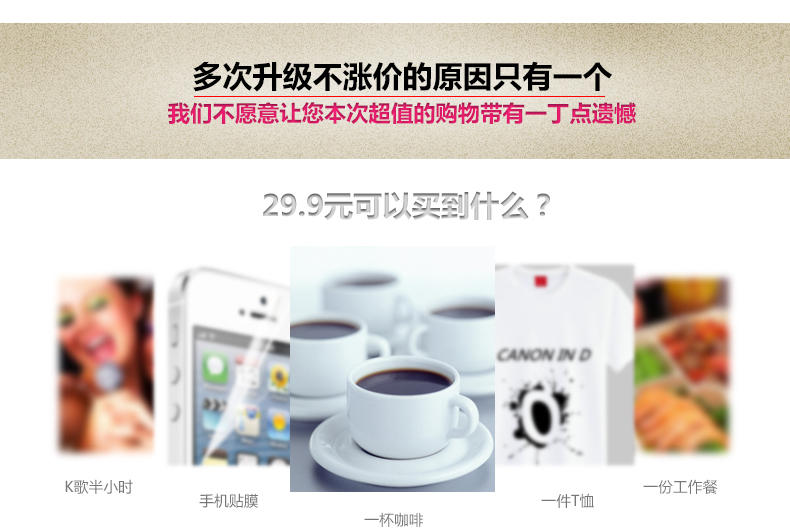 多次升级不涨价的原因只有一个
我们不愿意让您本次超值的购物带有一丁点遗憾
29.9元可以买到什么？
CANON IN D
K歌半小时
手机贴膜
一杯咖啡
一件T恤
一份工作餐